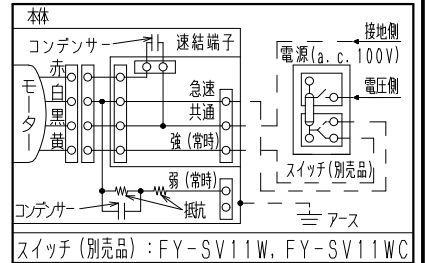 本体
コンデンサー
速結端子
接地側
電源(a.c.100V)
電圧側
モーター
赤
白
黒
黄
急速
共通
強(常時)
弱(常時)
スイッチ(別売品)
コンデンサー
抵抗
アース
スイッチ(別売品):FY-SV11W, FY-SV11WC